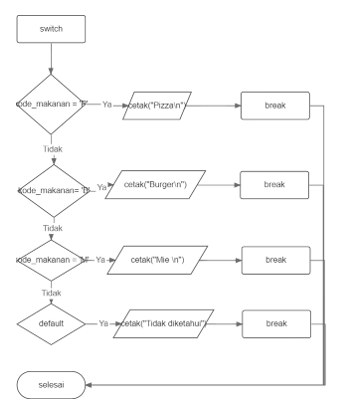 switch
kode_makanan = "P"
Ya
cetak("Pizza\n")
break
Tidak
kode_makanan= "B"
Ya
cetak("Burger\n")
break
Tidak
kode_makanan = "M"
Ya
cetak("Mie \n")
break
Tidak
default
Ya
cetak("Tidak diketahui")
break
selesai